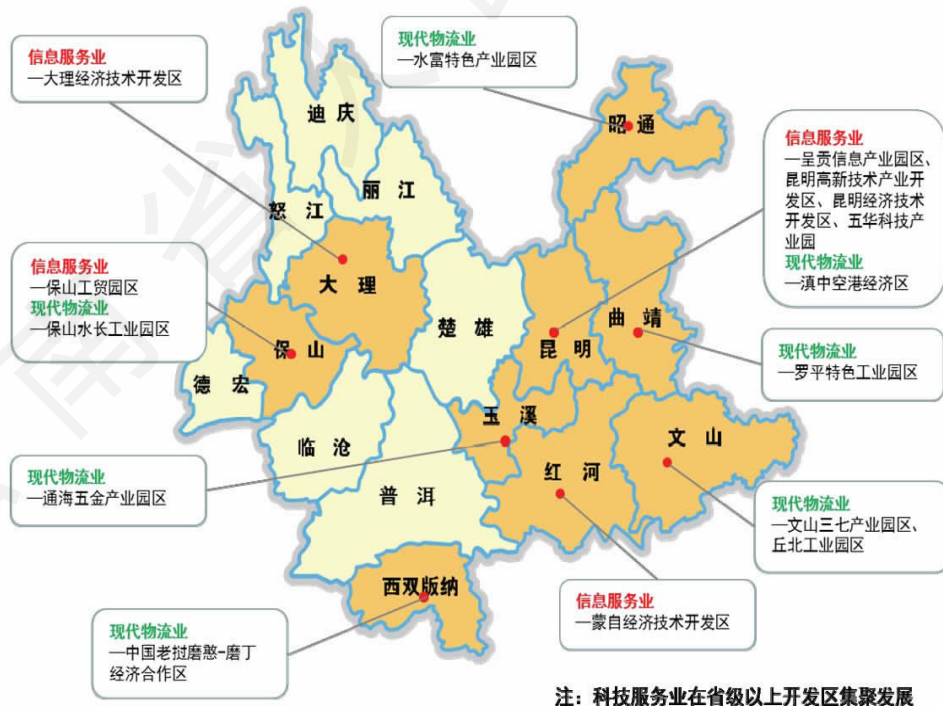 现代物流业
—水富特色产业园区
信息服务业
—大理经济技术开发区
迪庆
昭通
信息服务业
—呈贡信息产业园区、
昆明高新技术产业开
发区、昆明经济技术
开发区、五华科技产
业园
现代物流业
—滇中空港经济区
丽江
怒江
大理
信息服务业
—保山工贸园区
现代物流业
—保山水长工业园区
楚雄
昆明
曲靖
保山
德宏
现代物流业
—罗平特色工业园区
玉溪
文山
临沧
红河
普洱
现代物流业
—通海五金产业园区
现代物流业
—文山三七产业园区、
丘北工业园区
西双版纳
信息服务业
—蒙自经济技术开发区
现代物流业
—中国老挝磨憨-磨丁
经济合作区
注：科技服务业在省级以上开发区集聚发展